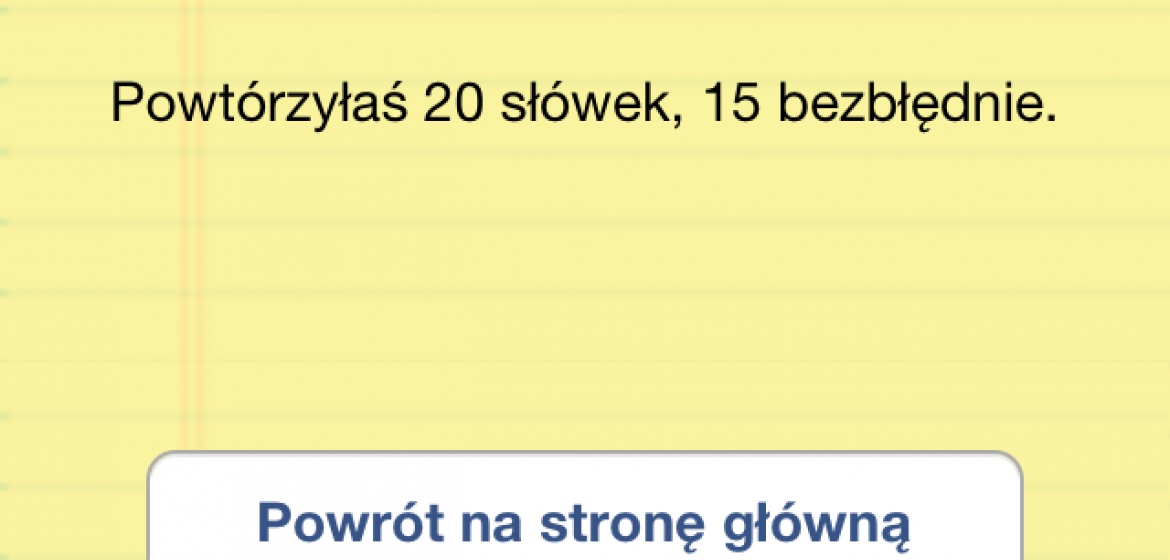 Powtórzyłaś 20 słówek, 15 bezbłędnie.
Powrót na stronę główną